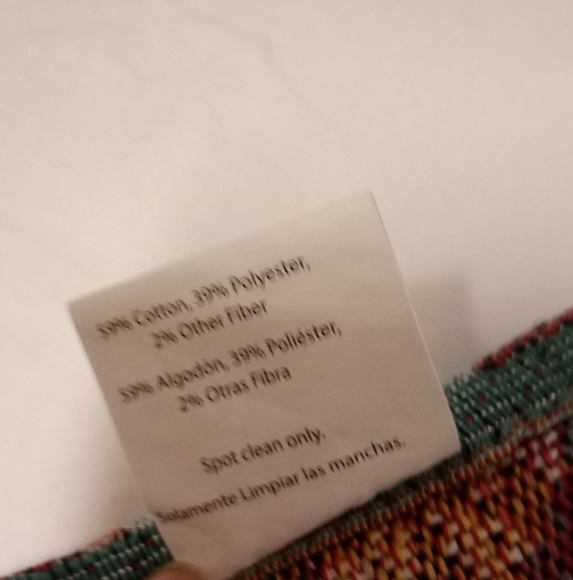 59% Cotton, 39% Polyester,
2% Other Fiber
59% Algodón, 39% Poliéster,
2% Otras Fibra
Spot clean only.
Solamente Limpiar las manchas.